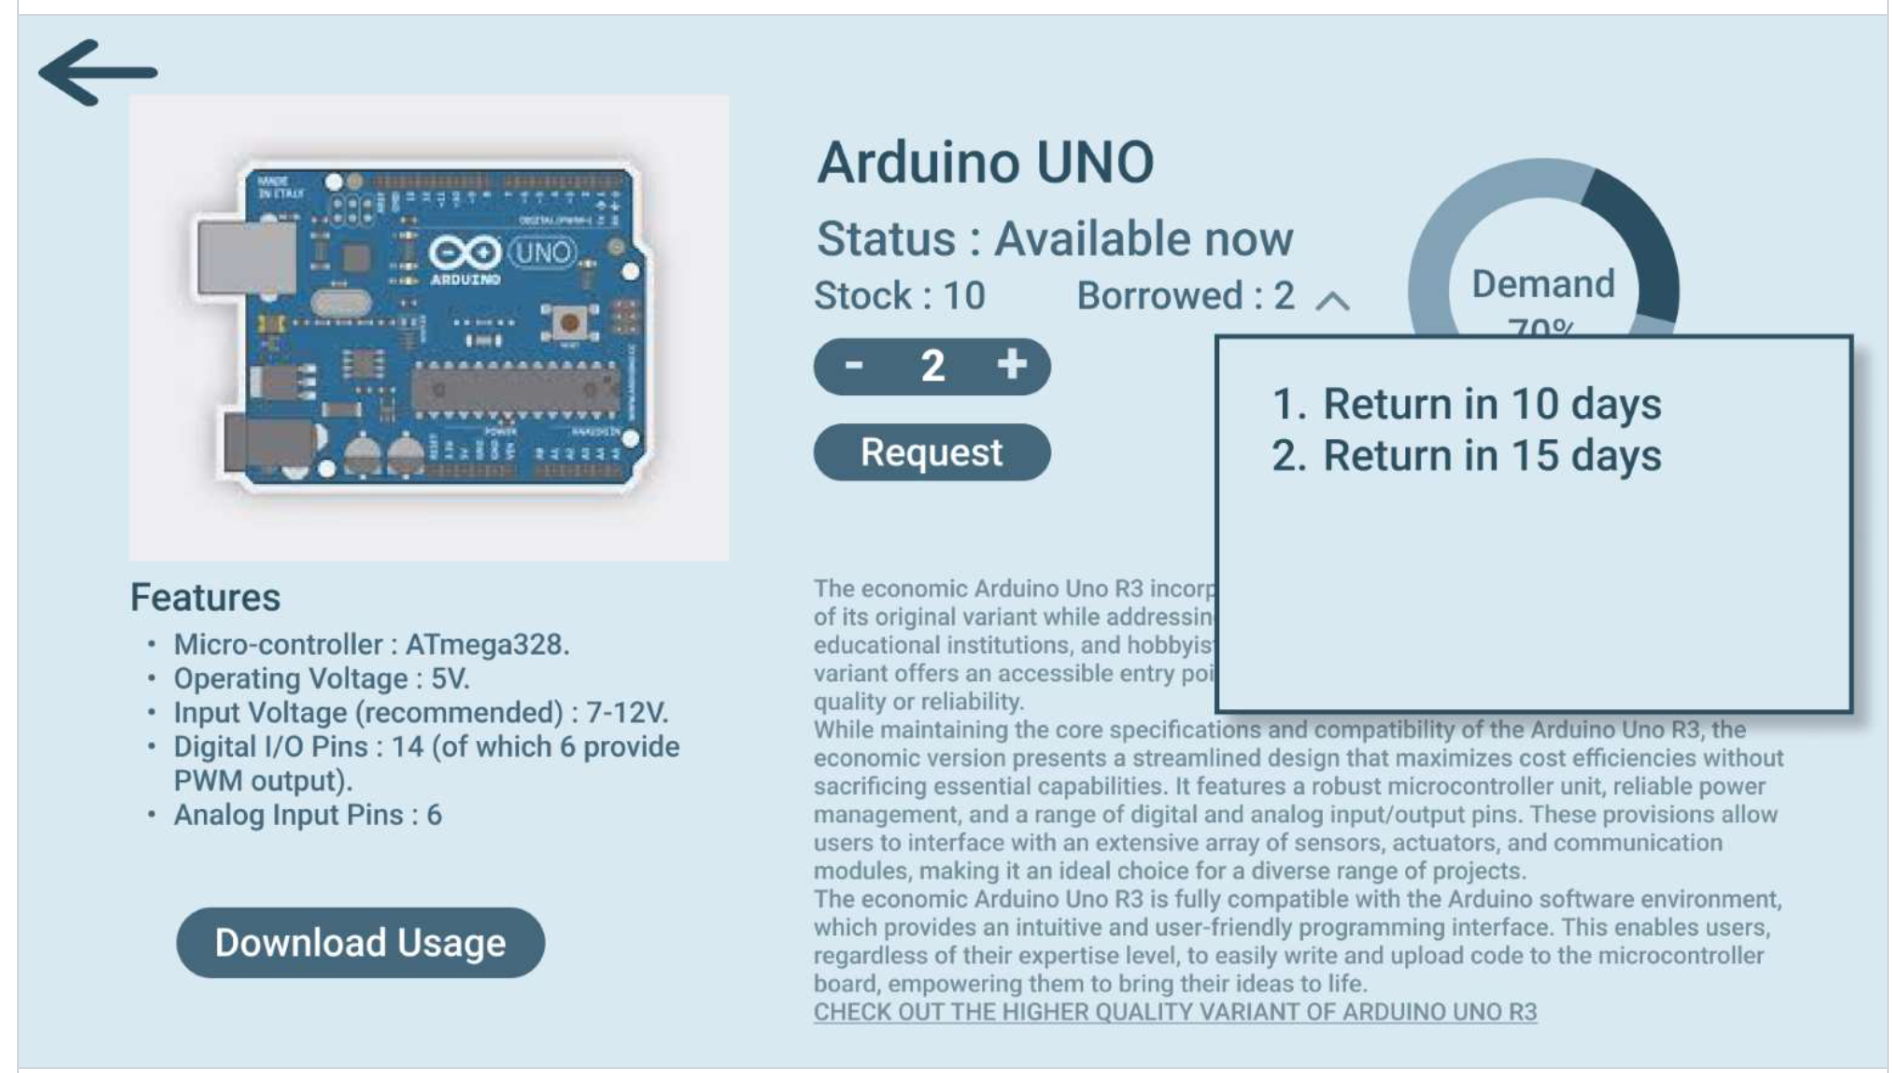 Arduino UNO
Status : Available now
Stock : 10 Borrowed : 2
- 2 +
Request
Demand
70%
1. Return in 10 days
2. Return in 15 days
MADE
IN ITALY
UNO
ARDUINO
RESET
POWER
ANALOG IN
Features
• Micro-controller : ATmega328.
• Operating Voltage : 5V.
• Input Voltage (recommended) : 7-12V.
• Digital I/O Pins : 14 (of which 6 provide
PWM output).
• Analog Input Pins : 6
Download Usage
The economic Arduino Uno R3 incorp
of its original variant while addressin
educational institutions, and hobbyis
variant offers an accessible entry poi
quality or reliability.
While maintaining the core specifications and compatibility of the Arduino Uno R3, the
economic version presents a streamlined design that maximizes cost efficiencies without
sacrificing essential capabilities. It features a robust microcontroller unit, reliable power
management, and a range of digital and analog input/output pins. These provisions allow
users to interface with an extensive array of sensors, actuators, and communication
modules, making it an ideal choice for a diverse range of projects.
The economic Arduino Uno R3 is fully compatible with the Arduino software environment,
which provides an intuitive and user-friendly programming interface. This enables users,
regardless of their expertise level, to easily write and upload code to the microcontroller
board, empowering them to bring their ideas to life.
CHECK OUT THE HIGHER QUALITY VARIANT OF ARDUINO UNO R3